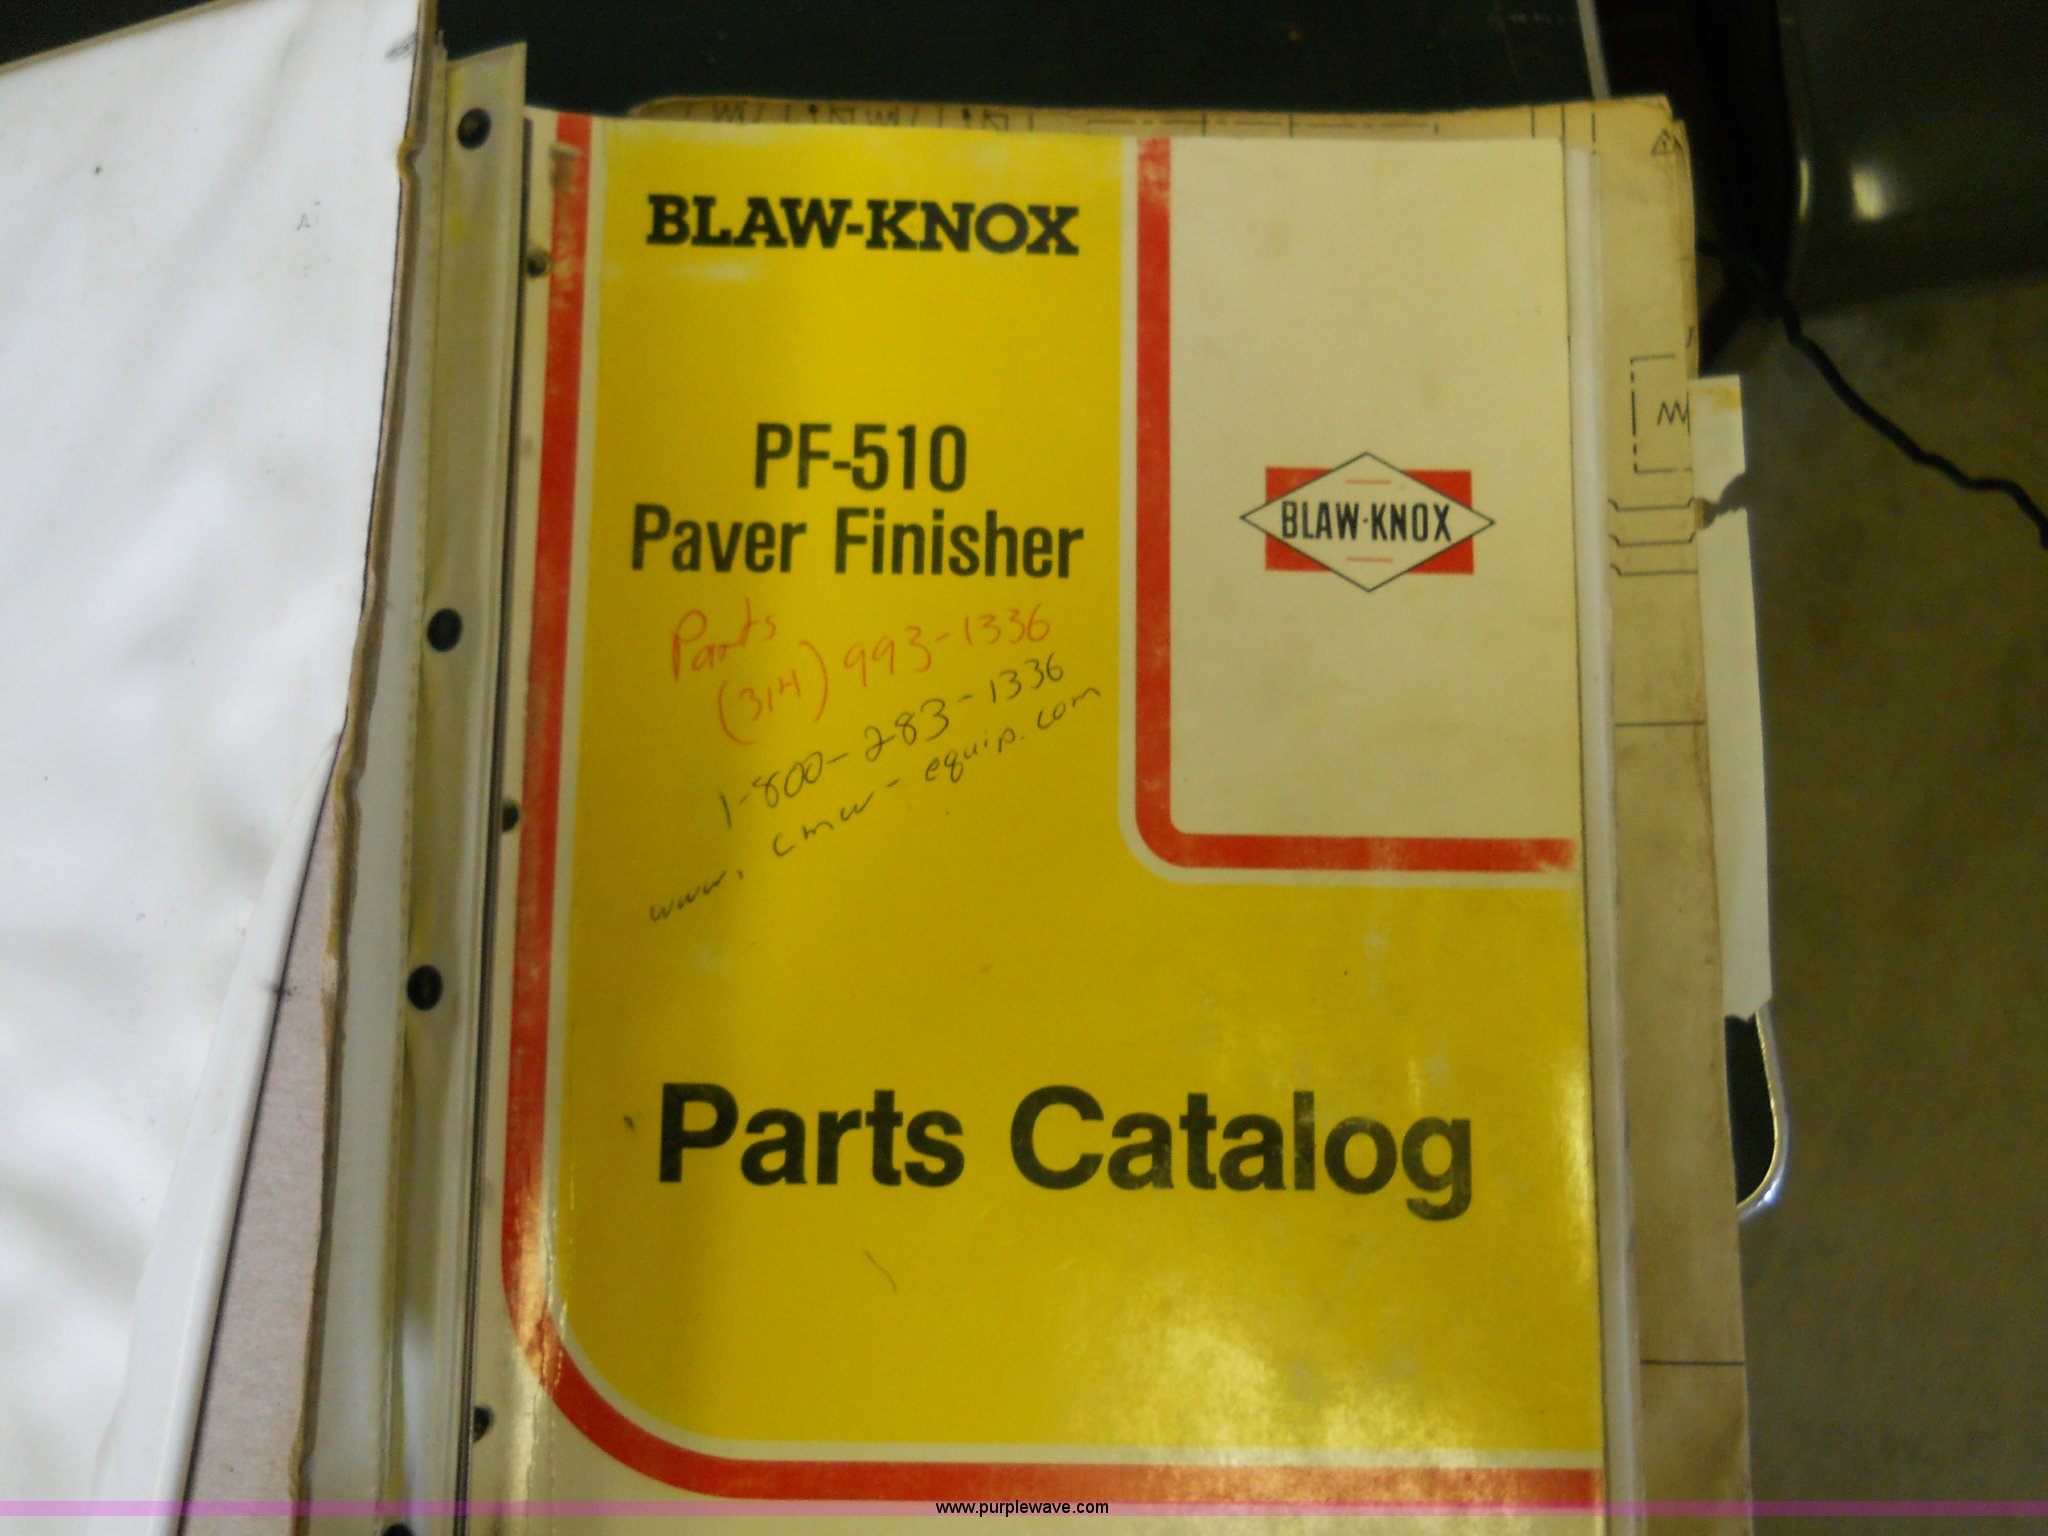 BLAW-KNOX
PF-510
Paver Finisher
Parts
(314) 993-1336
1-800-283-1336
www.cmw-equip.com
BLAW-KNOX
Parts Catalog
www.purplewave.com